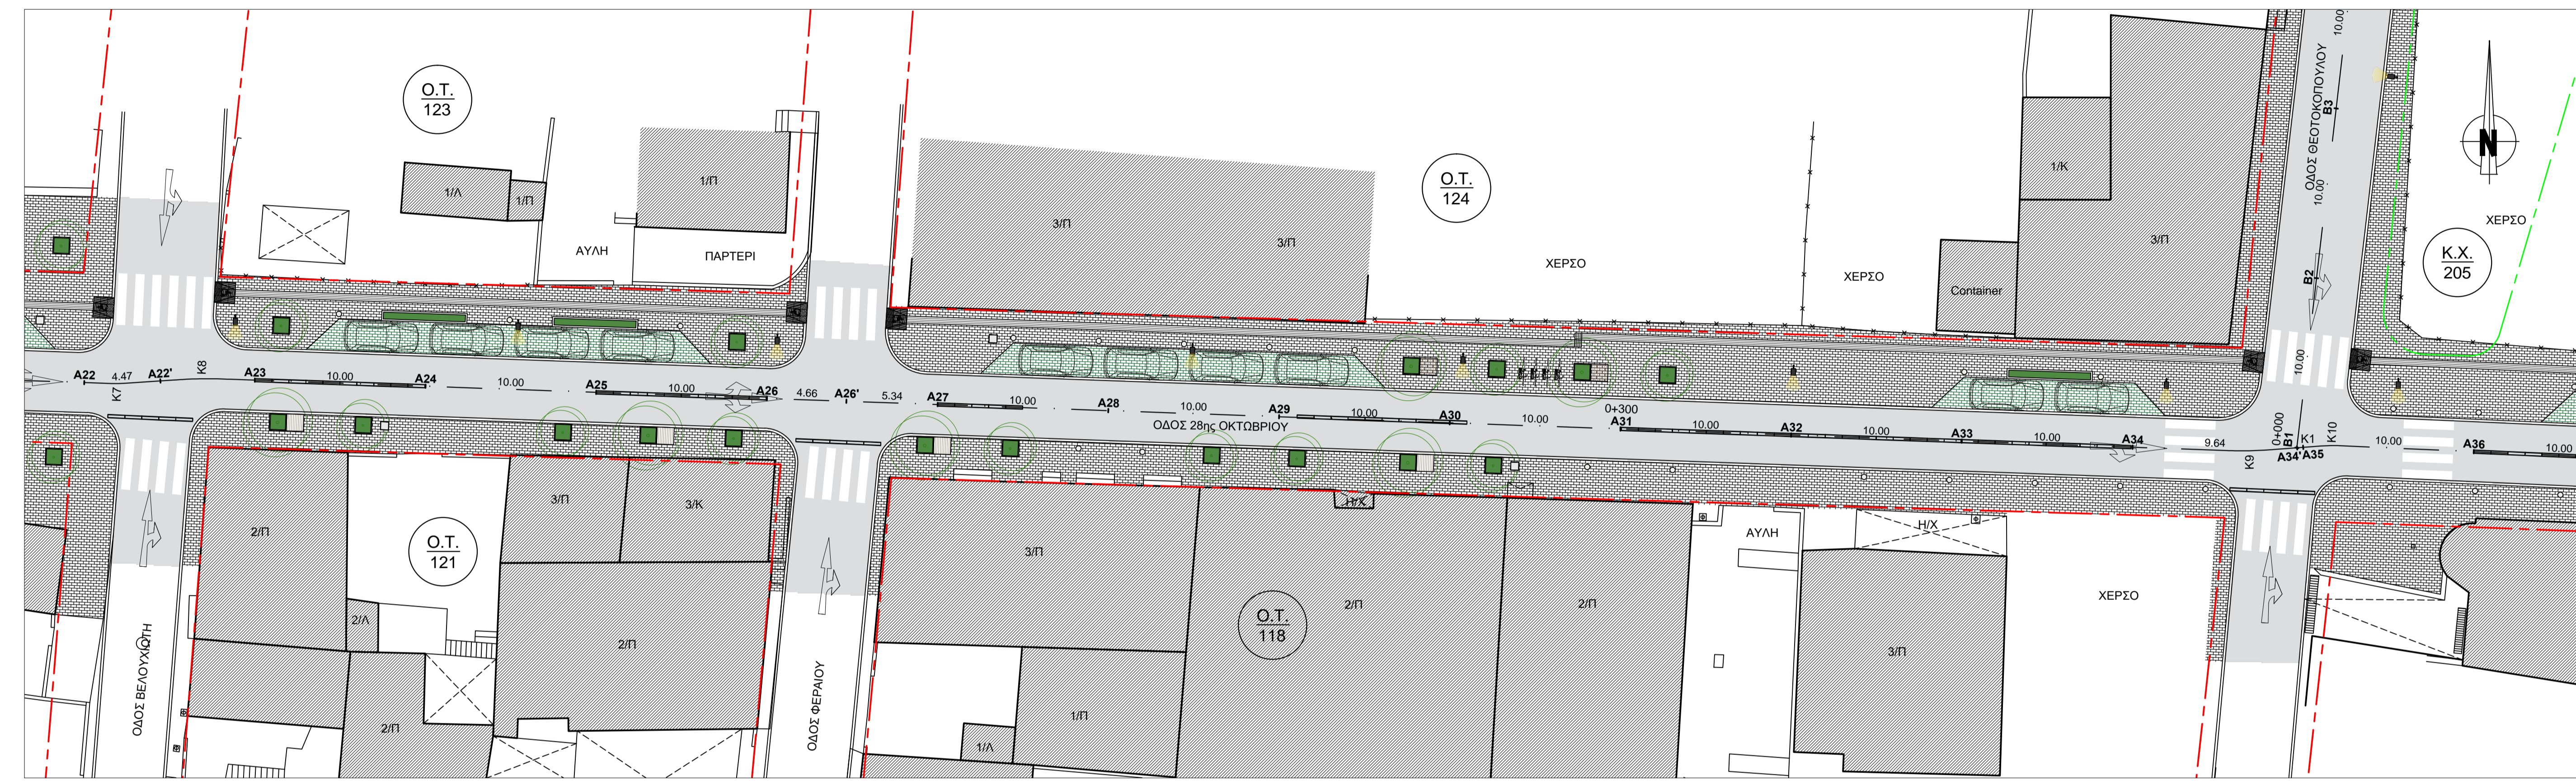 Ο.Τ.
123
1/Λ
1/Π
1/Π
ΑΥΛΗ
ΠΑΡΤΕΡΙ
3/Π
3/Π
Ο.Τ.
124
ΧΕΡΣΟ
ΧΕΡΣΟ
Container
1/Κ
3/Π
ΟΔΟΣ ΘΕΟΤΟΚΟΠΟΥΛΟΥ
10.00
B3
10.00
B2
10.00
N
ΧΕΡΣΟ
Κ.Χ.
205
A22
4.47
A22'
K7
K8
A23
10.00
A24
10.00
A25
10.00
A26
4.66
A26'
5.34
A27
10.00
A28
10.00
A29
10.00
A30
10.00
0+300
A31
10.00
A32
10.00
A33
10.00
A34
9.64
K9
0+000
B1
K1
A34'
A35
K10
10.00
A36
10.00
ΟΔΟΣ 28ης ΟΚΤΩΒΡΙΟΥ
2/Π
Ο.Τ.
121
3/Π
3/Κ
2/Λ
2/Π
2/Π
ΟΔΟΣ ΒΕΛΟΥΧΙΩΤΗ
ΟΔΟΣ ΦΕΡΑΙΟΥ
3/Π
Η/Χ
2/Π
Ο.Τ.
118
2/Π
1/Π
1/Λ
ΑΥΛΗ
Η/Χ
3/Π
ΧΕΡΣΟ